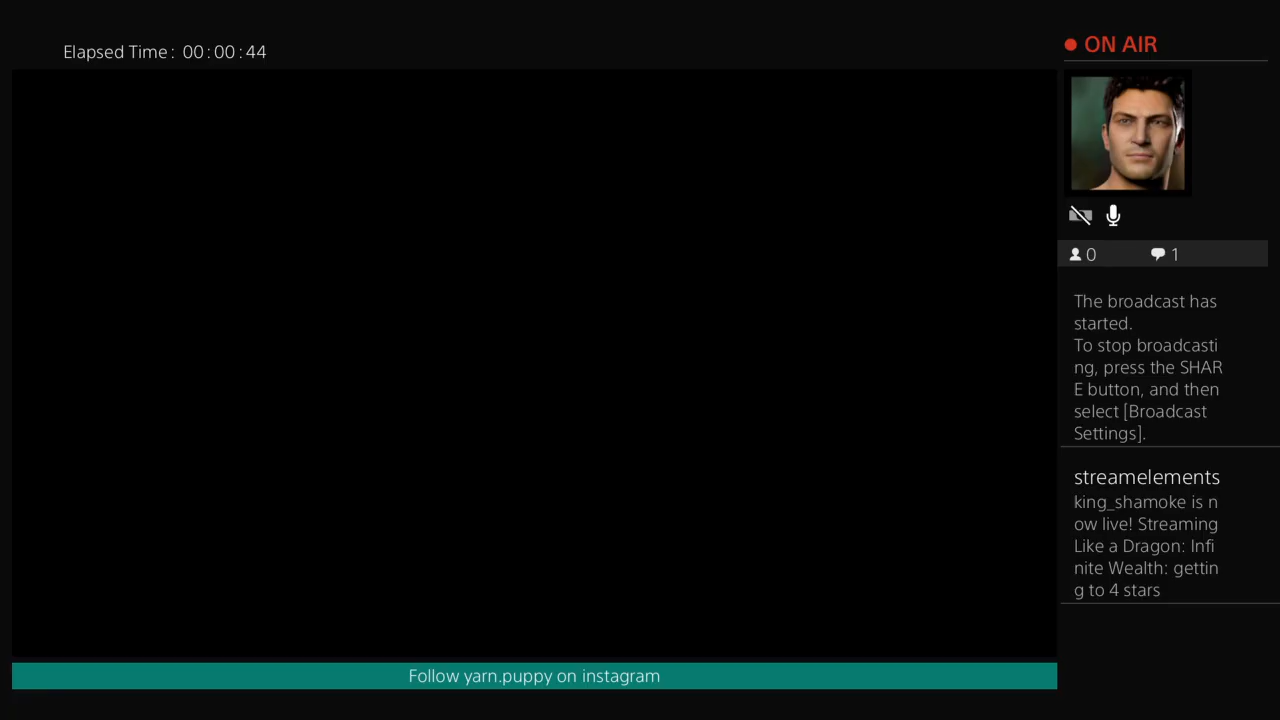 Elapsed Time: 00:00:44
ON AIR
0 1
The broadcast has
started.
To stop broadcasti
ng, press the SHAR
E button, and then
select [Broadcast
Settings].
streamelements
king_shamoke is n
ow live! Streaming
Like a Dragon: Infi
nite Wealth: gettin
g to 4 stars
Follow yarn.puppy on instagram